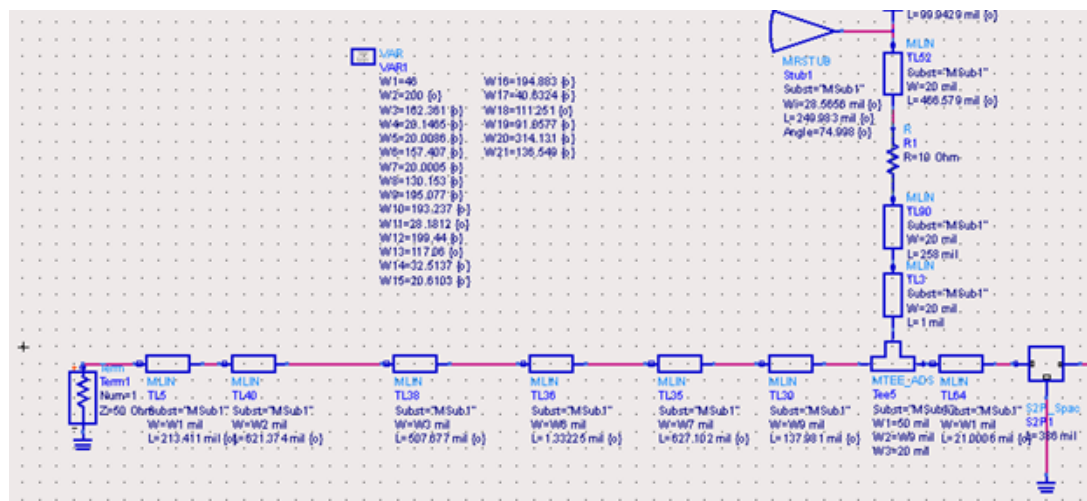 L=99.9429 mil {o}
VAR
VAR1
W1=46
W2=200 {o}
W3=162.361 {o}
W4=28.1465 {o}
W5=20.0086 {o}
W6=157.407 {o}
W7=20.0005 {o}
W8=130.153 {o}
W9=195.077 {o}
W10=193.237 {o}
W11=28.1812 {o}
W12=199.44 {o}
W13=117.06 {o}
W14=32.5137 {o}
W15=20.6103 {o}
W16=194.883 {o}
W17=40.6324 {o}
W18=111.251 {o}
W19=91.0577 {o}
W20=314.131 {o}
W21=136.549 {o}
MRSTUB
Stub1
Subst="MSub1"
Wi=28.5656 mil {o}
L=249.983 mil {o}
Angle=74.998 {o}
MLIN
TL52
Subst="MSub1"
W=20 mil
L=466.579 mil {o}
R
R1
R=10 Ohm
MLIN
TL90
Subst="MSub1"
W=20 mil
L=258 mil
MLIN
TL3
Subst="MSub1"
W=20 mil
L=1 mil
Term
Term1
Num=1
Z=50 Ohm
MLIN
TL5
Subst="MSub1"
W=W1 mil
L=213.411 mil {o}
MLIN
TL40
Subst="MSub1"
W=W2 mil
L=621.374 mil {o}
MLIN
TL38
Subst="MSub1"
W=W3 mil
L=507.677 mil {o}
MLIN
TL36
Subst="MSub1"
W=W6 mil
L=1.33225 mil {o}
MLIN
TL35
Subst="MSub1"
W=W7 mil
L=627.102 mil {o}
MLIN
TL30
Subst="MSub1"
W=W9 mil
L=137.981 mil {o}
MTEE_ADS
Tee5
Subst="MSub1"
W1=50 mil
W2=W9 mil
W3=20 mil
MLIN
TL64
Subst="MSub1"
W=W1 mil
L=21.0006 mil {o}
S2P_Spac
S2P1